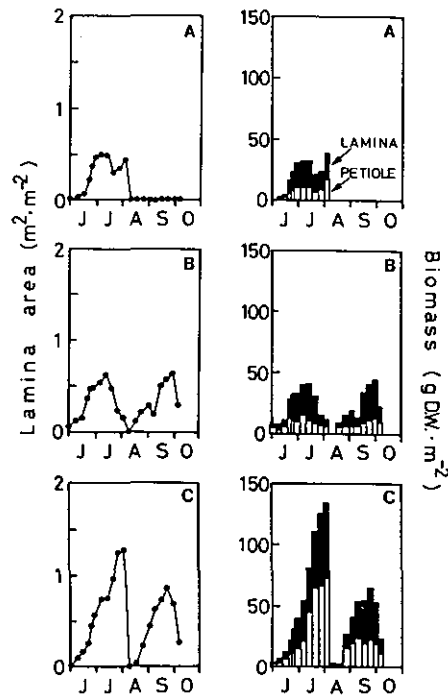 A
2
1
0
J J A S O
A
150
100
50
0
LAMINA
PETIOLE
J J A S O
B
2
1
0
J J A S O
B
150
100
50
0
J J A S O
C
2
1
0
J J A S O
C
150
100
50
0
J J A S O
Lamina area (m²·m⁻²)
Biomass (gDW·m⁻²)